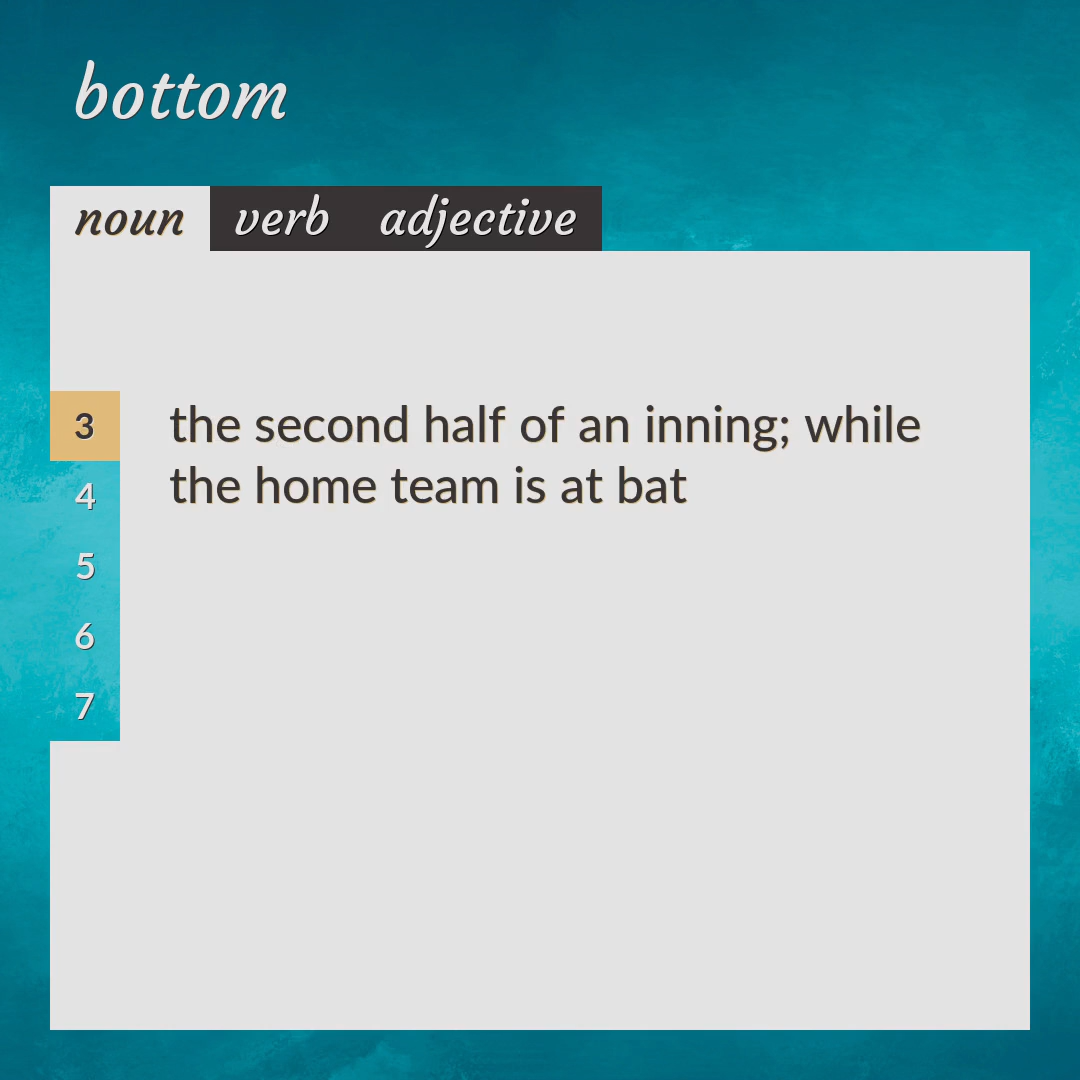 bottom
noun verb adjective
3 the second half of an inning; while
the home team is at bat
4
5
6
7